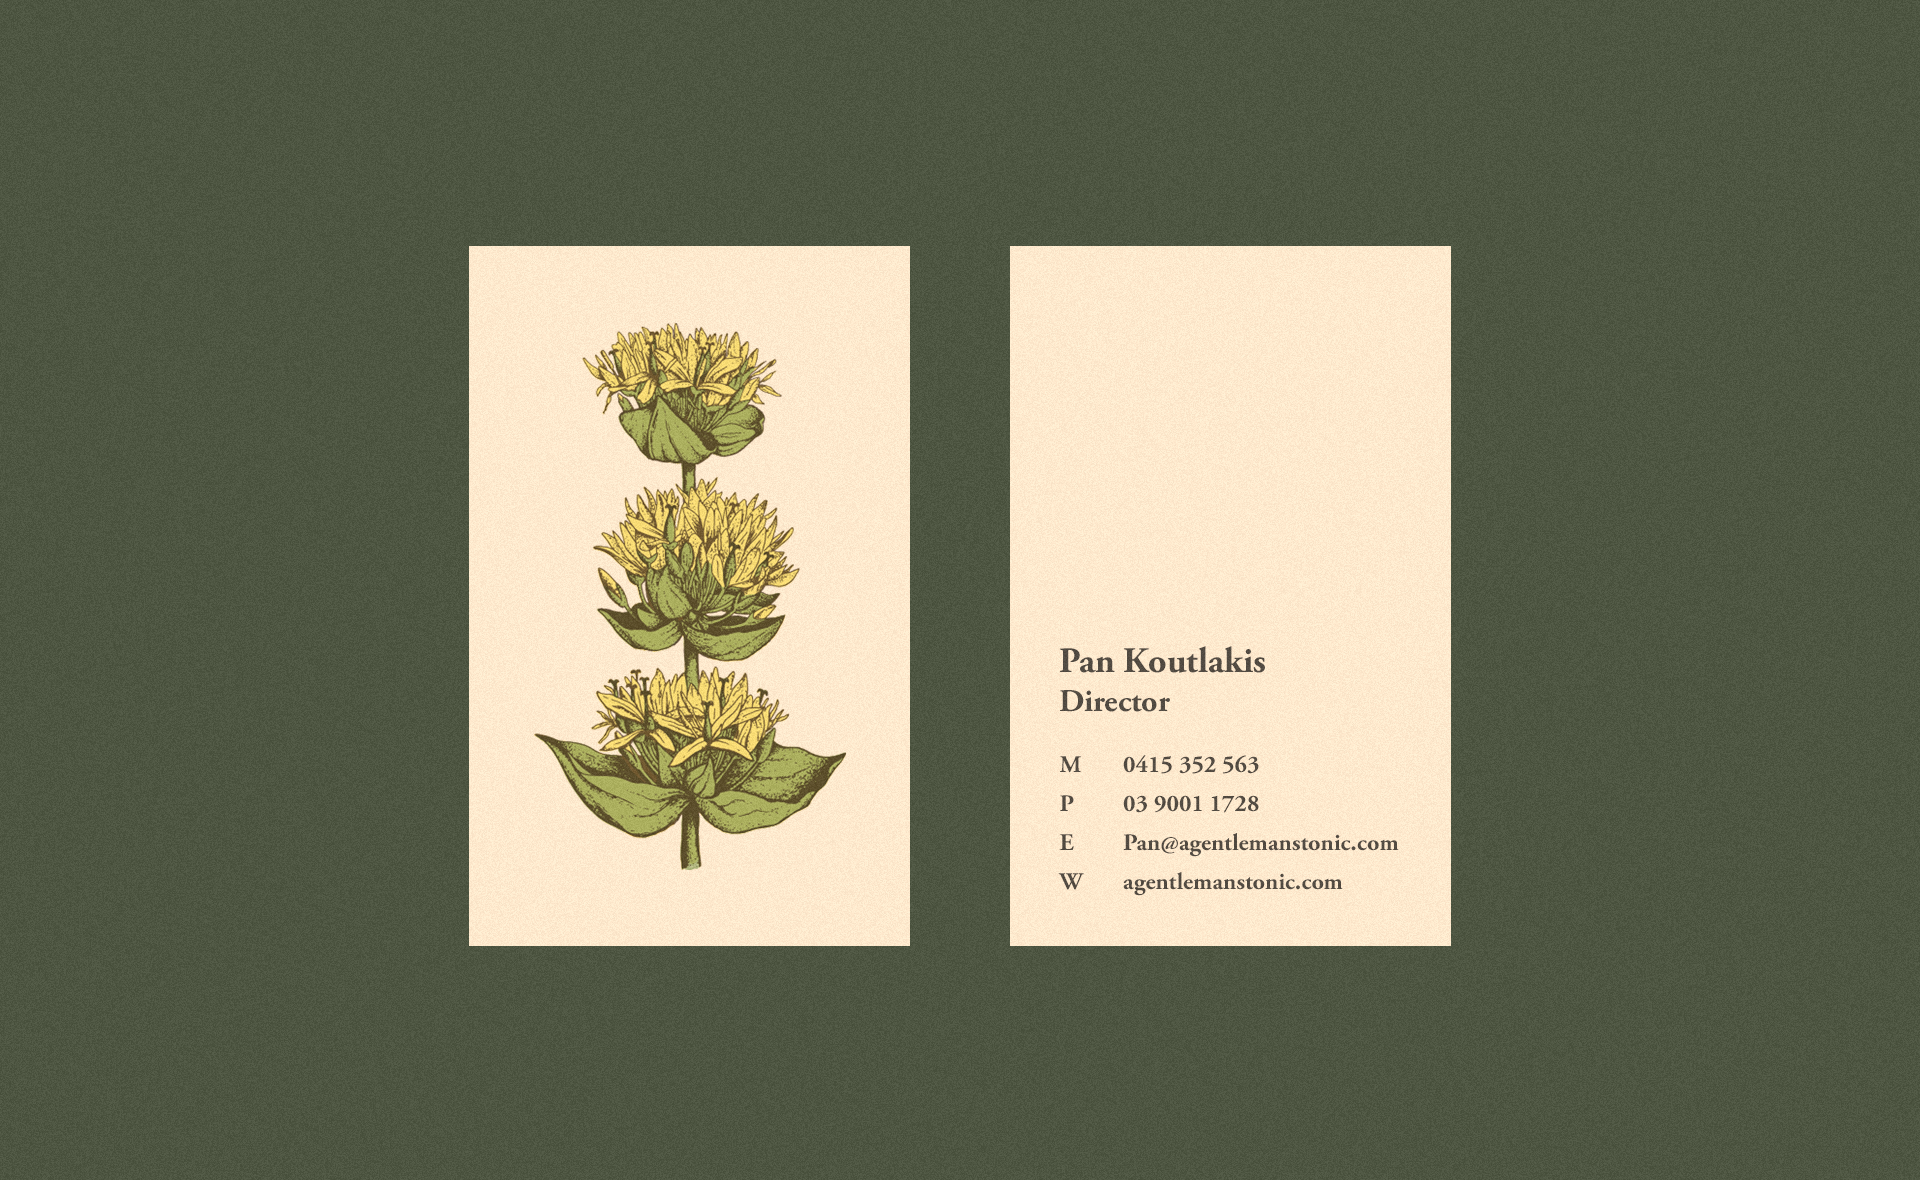 Pan Koutlakis
Director
M 0415 352 563
P 03 9001 1728
E Pan@agentlemanstonic.com
W agentlemanstonic.com